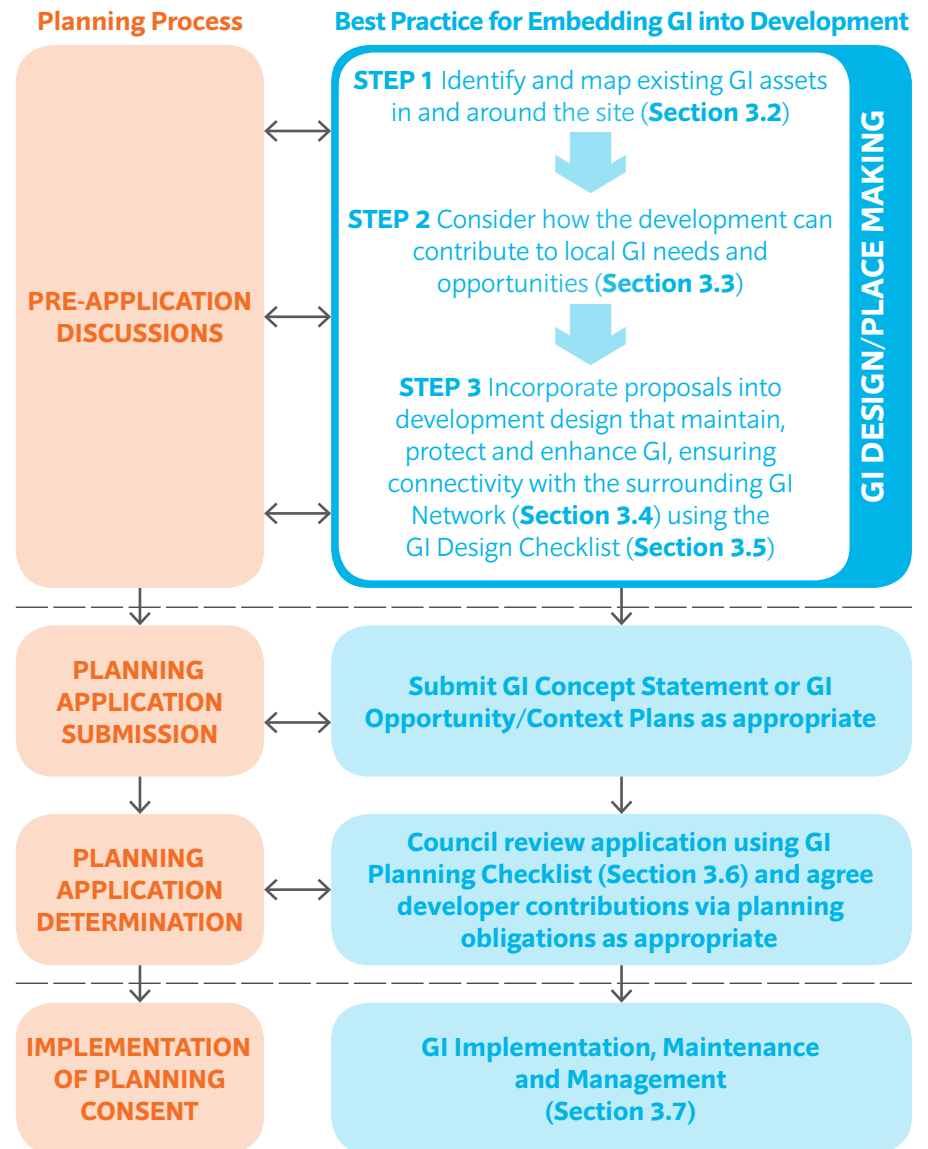 Planning Process
Best Practice for Embedding GI into Development
PRE-APPLICATION
DISCUSSIONS
STEP 1 Identify and map existing GI assets
in and around the site (Section 3.2)
STEP 2 Consider how the development can
contribute to local GI needs and
opportunities (Section 3.3)
STEP 3 Incorporate proposals into
development design that maintain,
protect and enhance GI, ensuring
connectivity with the surrounding GI
Network (Section 3.4) using the
GI Design Checklist (Section 3.5)
GI DESIGN/PLACE MAKING
PLANNING
APPLICATION
SUBMISSION
Submit GI Concept Statement or GI
Opportunity/Context Plans as appropriate
PLANNING
APPLICATION
DETERMINATION
Council review application using GI
Planning Checklist (Section 3.6) and agree
developer contributions via planning
obligations as appropriate
IMPLEMENTATION
OF PLANNING
CONSENT
GI Implementation, Maintenance
and Management
(Section 3.7)